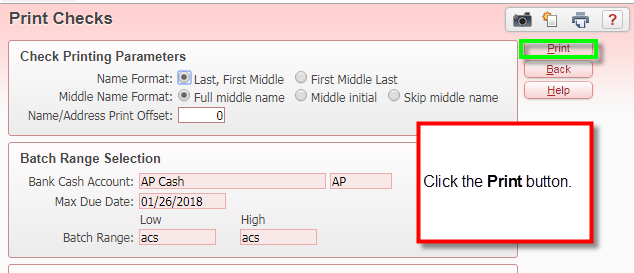 Print Checks
?
Print
Back
Help
Check Printing Parameters
Name Format: Last, First Middle First Middle Last
Middle Name Format: Full middle name Middle initial Skip middle name
Name/Address Print Offset: 0
Click the Print button.
Batch Range Selection
Bank Cash Account: AP Cash AP
Max Due Date: 01/26/2018
Low High
Batch Range: acs acs